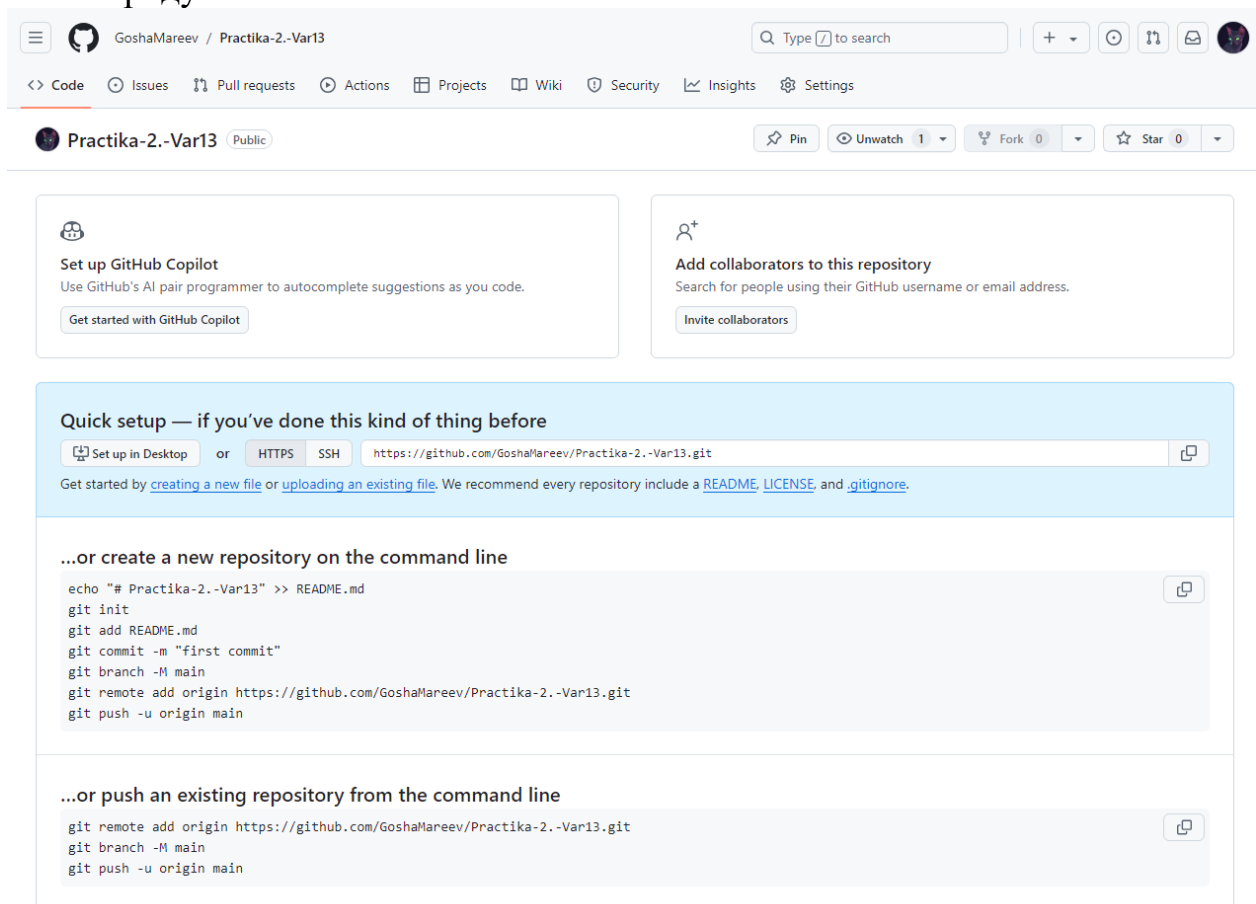 GoshaMareev / Practika-2.-Var13
Type / to search
<> Code Issues Pull requests Actions Projects Wiki Security Insights Settings
Practika-2.-Var13 Public
Pin Unwatch 1 Fork 0 Star 0
Set up GitHub Copilot
Use GitHub's AI pair programmer to autocomplete suggestions as you code.
Get started with GitHub Copilot
Add collaborators to this repository
Search for people using their GitHub username or email address.
Invite collaborators
Quick setup — if you've done this kind of thing before
Set up in Desktop or HTTPS SSH https://github.com/GoshaMareev/Practika-2.-Var13.git
Get started by creating a new file or uploading an existing file. We recommend every repository include a README, LICENSE, and .gitignore.
…or create a new repository on the command line
echo "# Practika-2.-Var13" >> README.md
git init
git add README.md
git commit -m "first commit"
git branch -M main
git remote add origin https://github.com/GoshaMareev/Practika-2.-Var13.git
git push -u origin main
…or push an existing repository from the command line
git remote add origin https://github.com/GoshaMareev/Practika-2.-Var13.git
git branch -M main
git push -u origin main